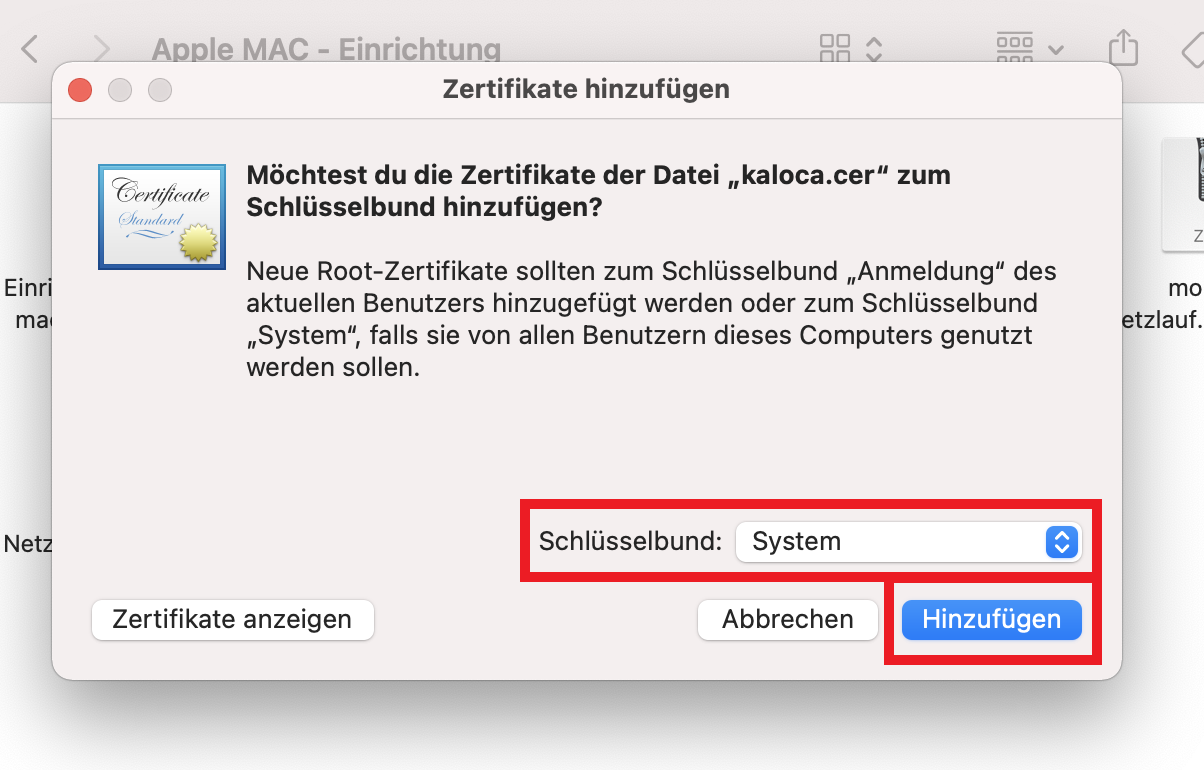 Apple MAC - Einrichtung
Zertifikate hinzufügen
Certificate
Standard
Möchtest du die Zertifikate der Datei „kaloca.cer“ zum
Schlüsselbund hinzufügen?
Neue Root-Zertifikate sollten zum Schlüsselbund „Anmeldung“ des
aktuellen Benutzers hinzugefügt werden oder zum Schlüsselbund
„System“, falls sie von allen Benutzern dieses Computers genutzt
werden sollen.
Einri
mac
Z
mo
etzlauf.
Netz
Schlüsselbund: System
Zertifikate anzeigen
Abbrechen
Hinzufügen